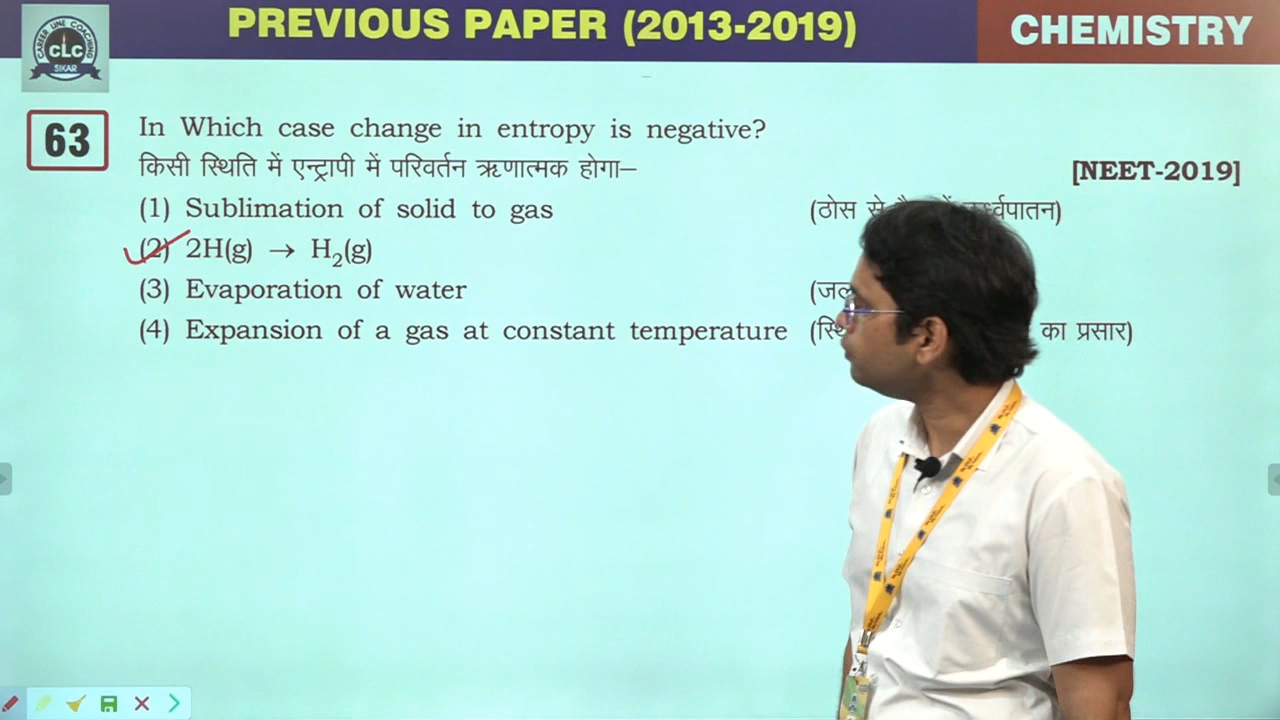 PREVIOUS PAPER (2013-2019)
CHEMISTRY
CAREER LINE COACHING
CLC
SIKAR
63
In Which case change in entropy is negative?
किसी स्थिति में एन्ट्रापी में परिवर्तन ऋणात्मक होगा–
[NEET-2019]
(1) Sublimation of solid to gas (ठोस से
(2) 2H(g) → H₂(g)
(3) Evaporation of water
(4) Expansion of a gas at constant temperature का प्रसार)